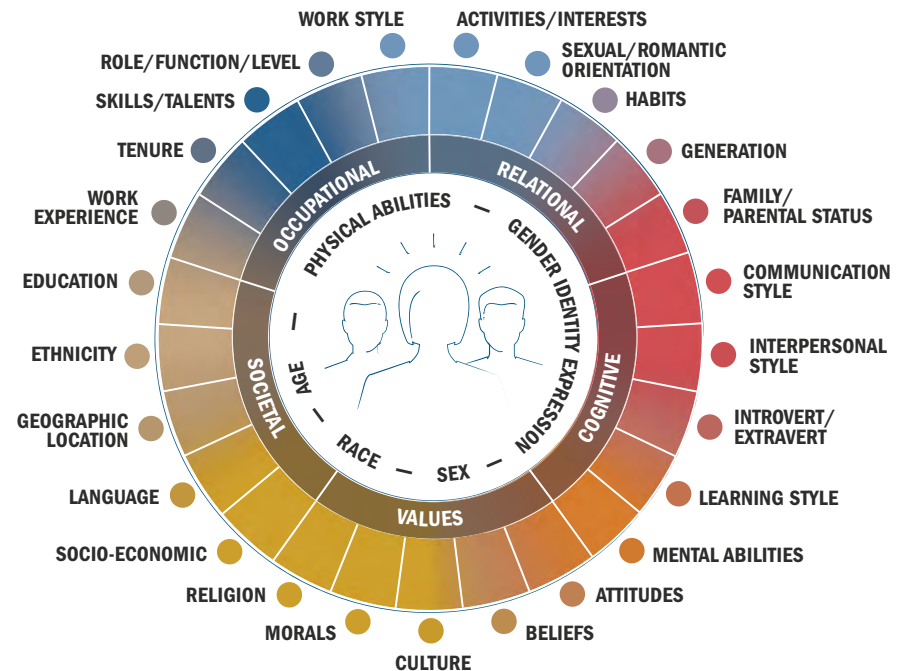 WORK STYLE
ACTIVITIES/INTERESTS
SEXUAL/ROMANTIC
ORIENTATION
HABITS
GENERATION
FAMILY/
PARENTAL STATUS
COMMUNICATION
STYLE
INTERPERSONAL
STYLE
INTROVERT/
EXTRAVERT
LEARNING STYLE
MENTAL ABILITIES
ATTITUDES
BELIEFS
CULTURE
MORALS
RELIGION
SOCIO-ECONOMIC
LANGUAGE
GEOGRAPHIC
LOCATION
ETHNICITY
EDUCATION
WORK
EXPERIENCE
TENURE
SKILLS/TALENTS
ROLE/FUNCTION/LEVEL
OCCUPATIONAL
RELATIONAL
COGNITIVE
VALUES
SOCIETAL
PHYSICAL ABILITIES — GENDER IDENTITY EXPRESSION — SEX — RACE — AGE —